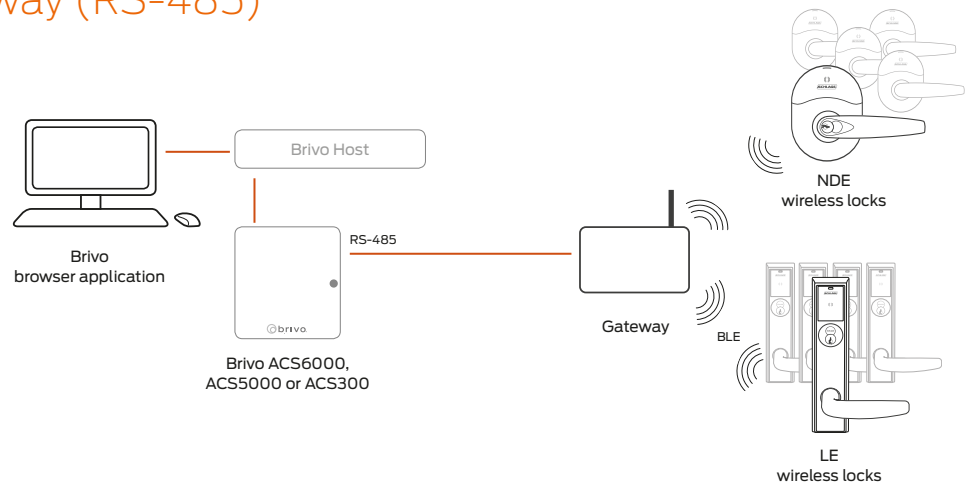 way (RS-485)
Brivo Host
RS-485
Brivo
browser application
brivo.
Brivo ACS6000,
ACS5000 or ACS300
Gateway
BLE
NDE
wireless locks
SCHLAGE
LE
wireless locks